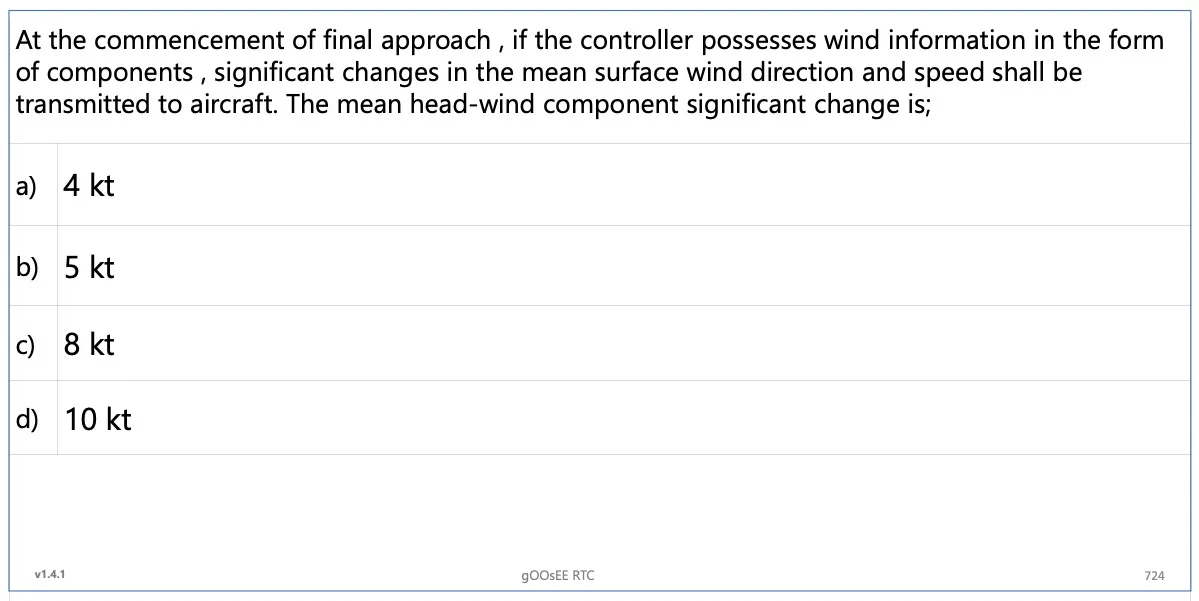 At the commencement of final approach , if the controller possesses wind information in the form
of components , significant changes in the mean surface wind direction and speed shall be
transmitted to aircraft. The mean head-wind component significant change is;
a) 4 kt
b) 5 kt
c) 8 kt
d) 10 kt
v1.4.1 gOOsEE RTC 724